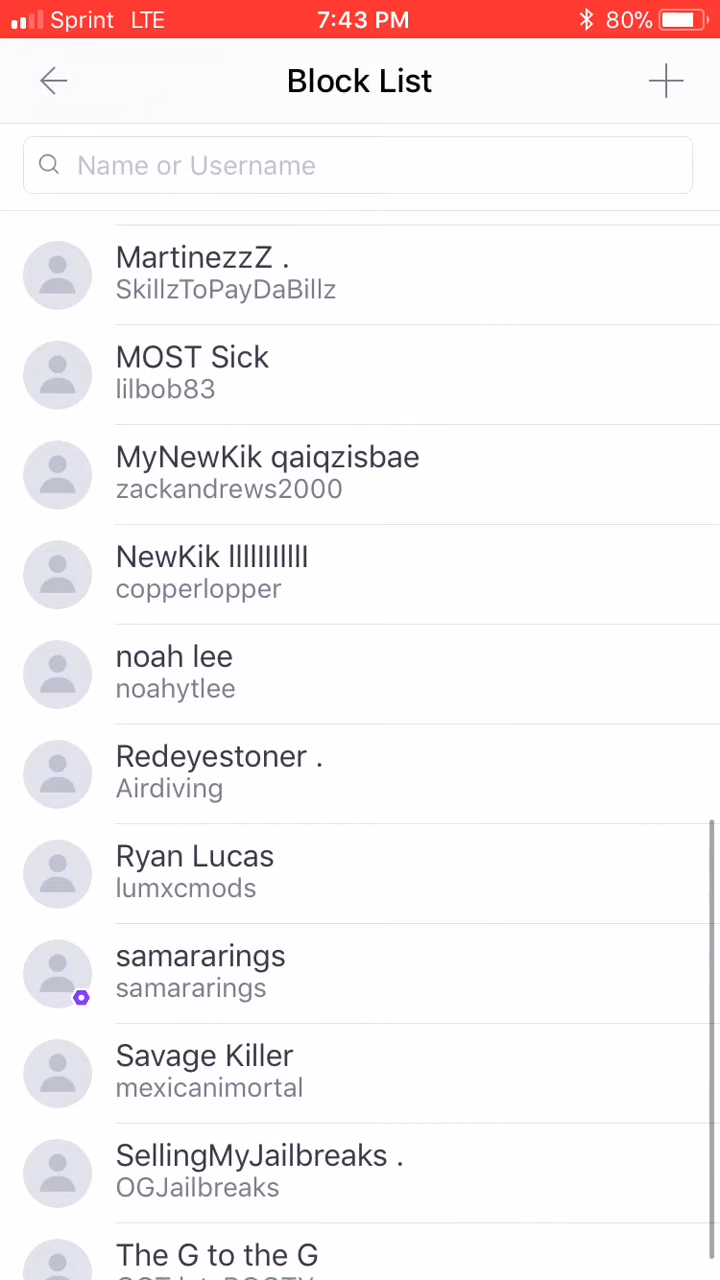 Sprint LTE 7:43 PM 80%
Block List
Name or Username
MartinezzZ .
SkillzToPayDaBillz
MOST Sick
lilbob83
MyNewKik qaiqzisbae
zackandrews2000
noah lee
noahytlee
NewKik
copperlopper
Redeyestoner .
Airdiving
Ryan Lucas
lumxcmods
samararings
samararings
Savage Killer
mexicanimortal
SellingMyJailbreaks .
OGJailbreaks
The G to the G